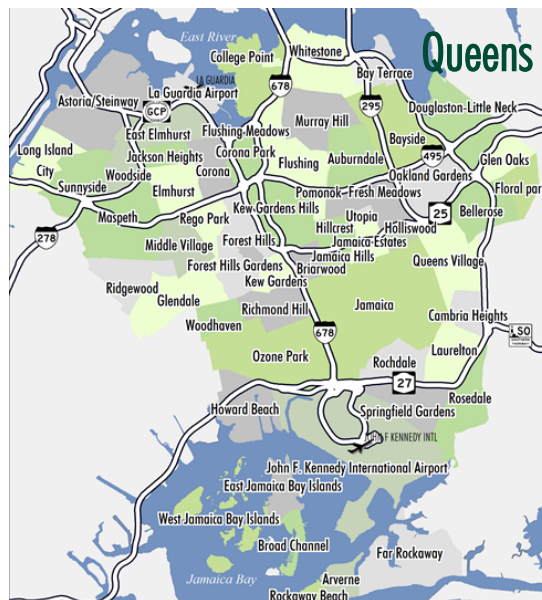 East River
Queens
College Point
Whitestone
Bay Terrace
LA GUARDIA
La Guardia Airport
678
295
Astoria/Steinway
GCP
Douglaston-Little Neck
Murray Hill
East Elmhurst
Flushing-Meadows
Bayside
Long Island
City
Jackson Heights
Corona Park
Flushing
Auburndale
495
Glen Oaks
Woodside
Corona
Oakland Gardens
Sunnyside
Elmhurst
Pomonok
Fresh Meadows
Floral par
Maspeth
Rego Park
Kew Gardens Hills
Utopia
25
Bellerose
278
Hillcrest
Holliswood
Middle Village
Forest Hills
Jamaica Estates
Jamaica Hills
Queens Village
Forest Hills Gardens
Briarwood
Ridgewood
Kew Gardens
Glendale
Richmond Hill
Jamaica
Cambria Heights
Woodhaven
678
SO
Ozone Park
Rochdale
Laurelton
27
Rosedale
Howard Beach
Springfield Gardens
JOHN F KENNEDY INTL
John F. Kennedy International Airport
East Jamaica Bay Islands
West Jamaica Bay Islands
Broad Channel
Far Rockaway
Jamaica Bay
Arverne
Rockaway Beach